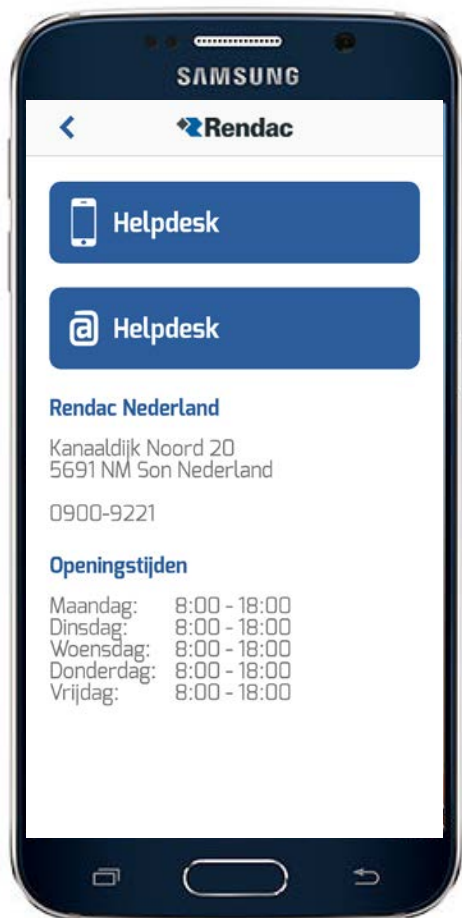 SAMSUNG
Rendac
Helpdesk
@ Helpdesk
Rendac Nederland
Kanaaldijk Noord 20
5691 NM Son Nederland
0900-9221
Openingstijden
Maandag: 8:00 - 18:00
Dinsdag: 8:00 - 18:00
Woensdag: 8:00 - 18:00
Donderdag: 8:00 - 18:00
Vrijdag: 8:00 - 18:00